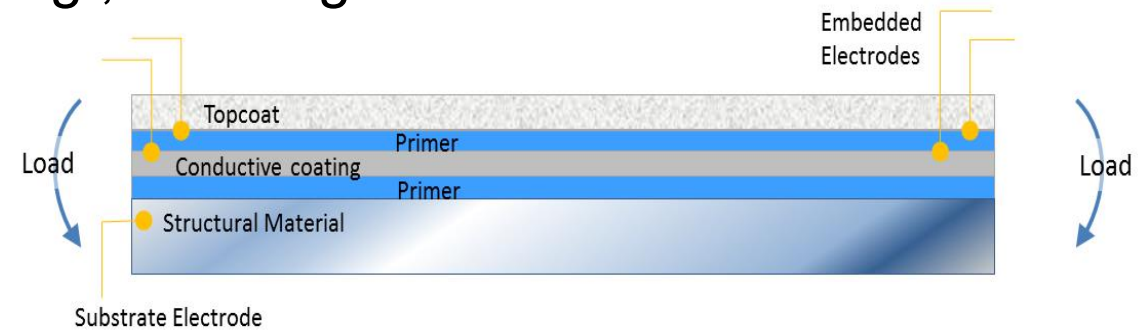 Embedded
Electrodes
Topcoat
Primer
Load
Conductive coating
Load
Primer
Structural Material
Substrate Electrode